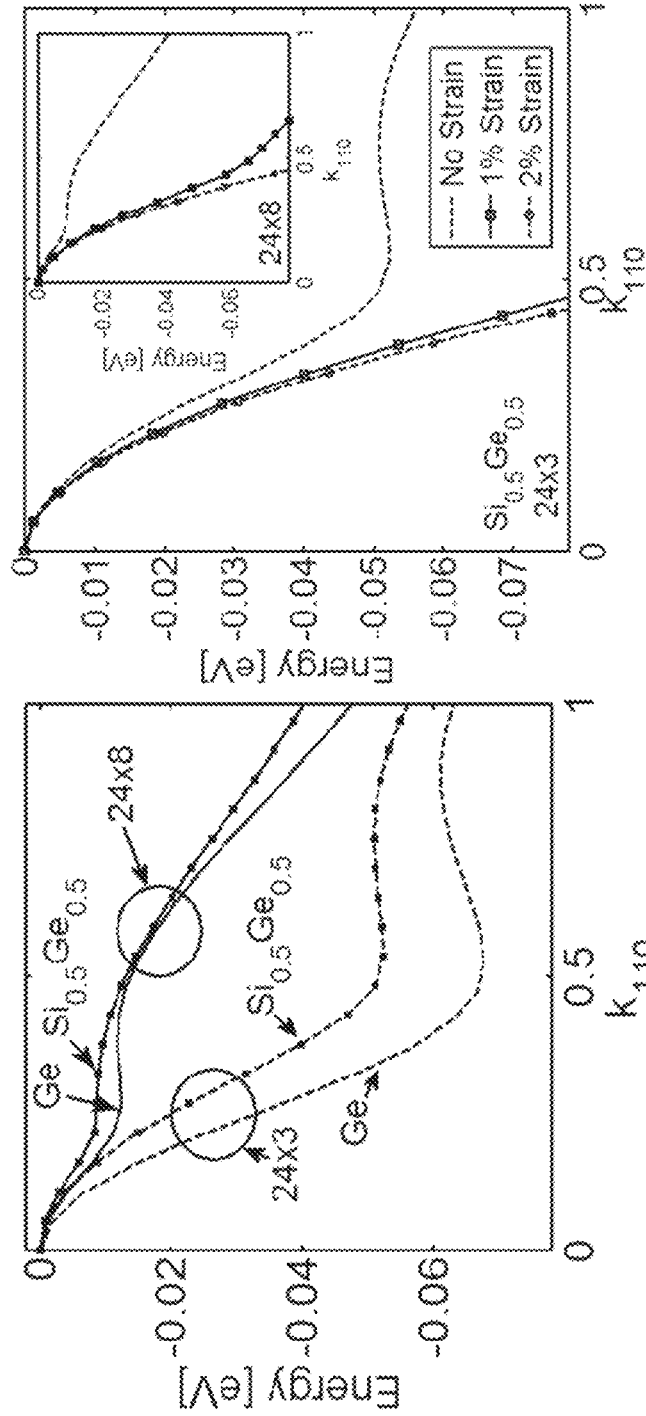 0
-0.02
-0.04
-0.06
Energy [eV]
0
0.5
1
k110
Ge
Si0.5Ge0.5
24x8
24x3
Si0.5Ge0.5
Ge
0
-0.01
-0.02
-0.03
-0.04
-0.05
-0.06
-0.07
Energy [eV]
0
0.5
1
k110
Si0.5Ge0.5
24x3
No Strain
1% Strain
2% Strain
0
-0.02
-0.04
-0.06
Energy [eV]
0
0.5
1
k110
24x8